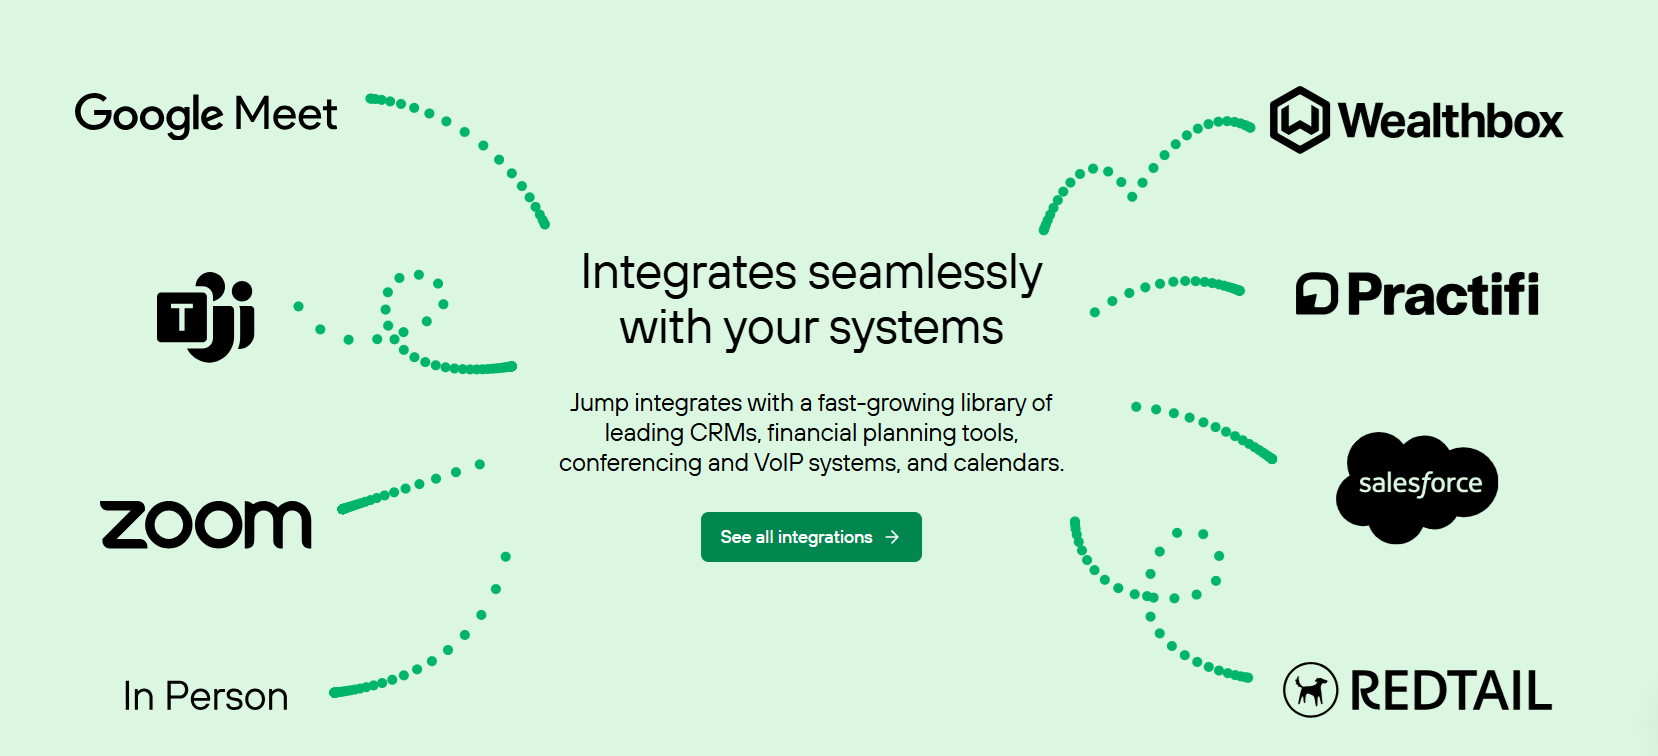 Google Meet
T
zoom
In Person
Integrates seamlessly
with your systems
Jump integrates with a fast-growing library of
leading CRMs, financial planning tools,
conferencing and VoIP systems, and calendars.
See all integrations →
Wealthbox
Practifi
salesforce
REDTAIL